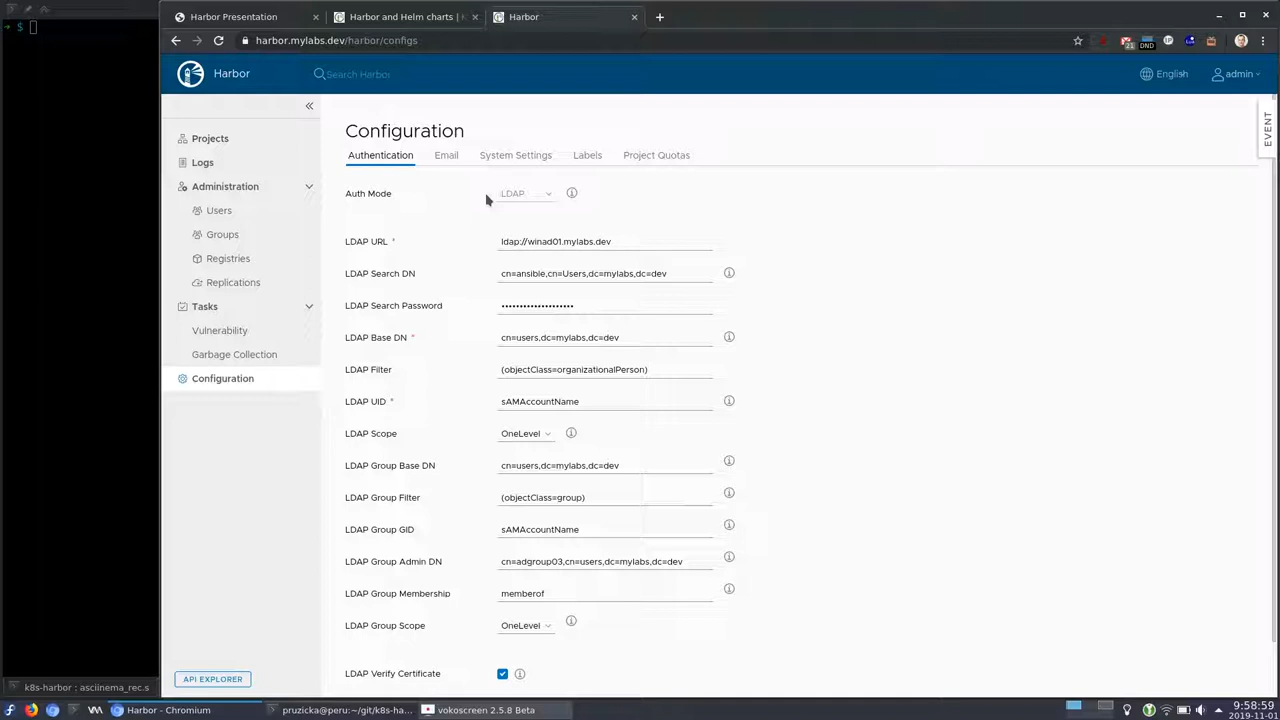 Harbor Presentation
Harbor and Helm charts |
Harbor
harbor.mylabs.dev/harbor/configs
21
DND
IP
$
Harbor
Search Harbor
English
admin
EVENT
Projects
Logs
Administration
Users
Groups
Registries
Replications
Tasks
Vulnerability
Garbage Collection
Configuration
API EXPLORER
Configuration
Authentication
Email
System Settings
Labels
Project Quotas
Auth Mode
LDAP
LDAP URL *
ldap://winad01.mylabs.dev
LDAP Search DN
cn=ansible,cn=Users,dc=mylabs,dc=dev
LDAP Search Password
••••••••••••••••••••
LDAP Base DN *
cn=users,dc=mylabs,dc=dev
LDAP Filter
(objectClass=organizationalPerson)
LDAP UID *
sAMAccountName
LDAP Scope
OneLevel
LDAP Group Base DN
cn=users,dc=mylabs,dc=dev
LDAP Group Filter
(objectClass=group)
LDAP Group GID
sAMAccountName
LDAP Group Admin DN
cn=adgroup03,cn=users,dc=mylabs,dc=dev
LDAP Group Membership
memberof
LDAP Group Scope
OneLevel
LDAP Verify Certificate
k8s-harbor : asciinema_rec.s
Harbor - Chromium
pruzicka@peru:~/git/k8s-ha...
vokoscreen 2.5.8 Beta
9:58:59
2019-11-01